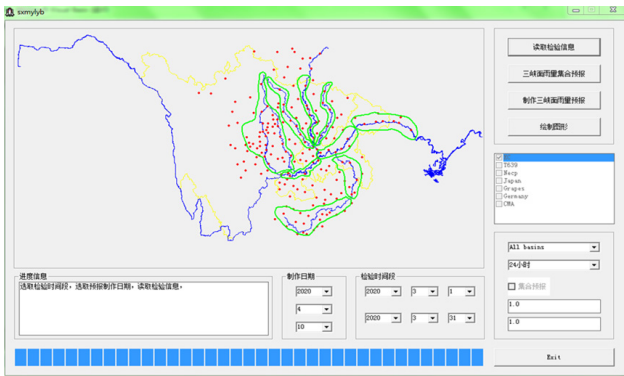 sxmylyb
读取检验信息
三峡面雨量集合预报
制作三峡面雨量预报
绘制图形
T639
Ncep
Japan
Grapes
Germany
CMA
All basins
24小时
集合预报
1.0
1.0
进度信息
选取检验时间段，选取预报制作日期，读取检验信息，
制作日期
2020
4
10
检验时间段
2020 3 1
2020 3 31
Exit